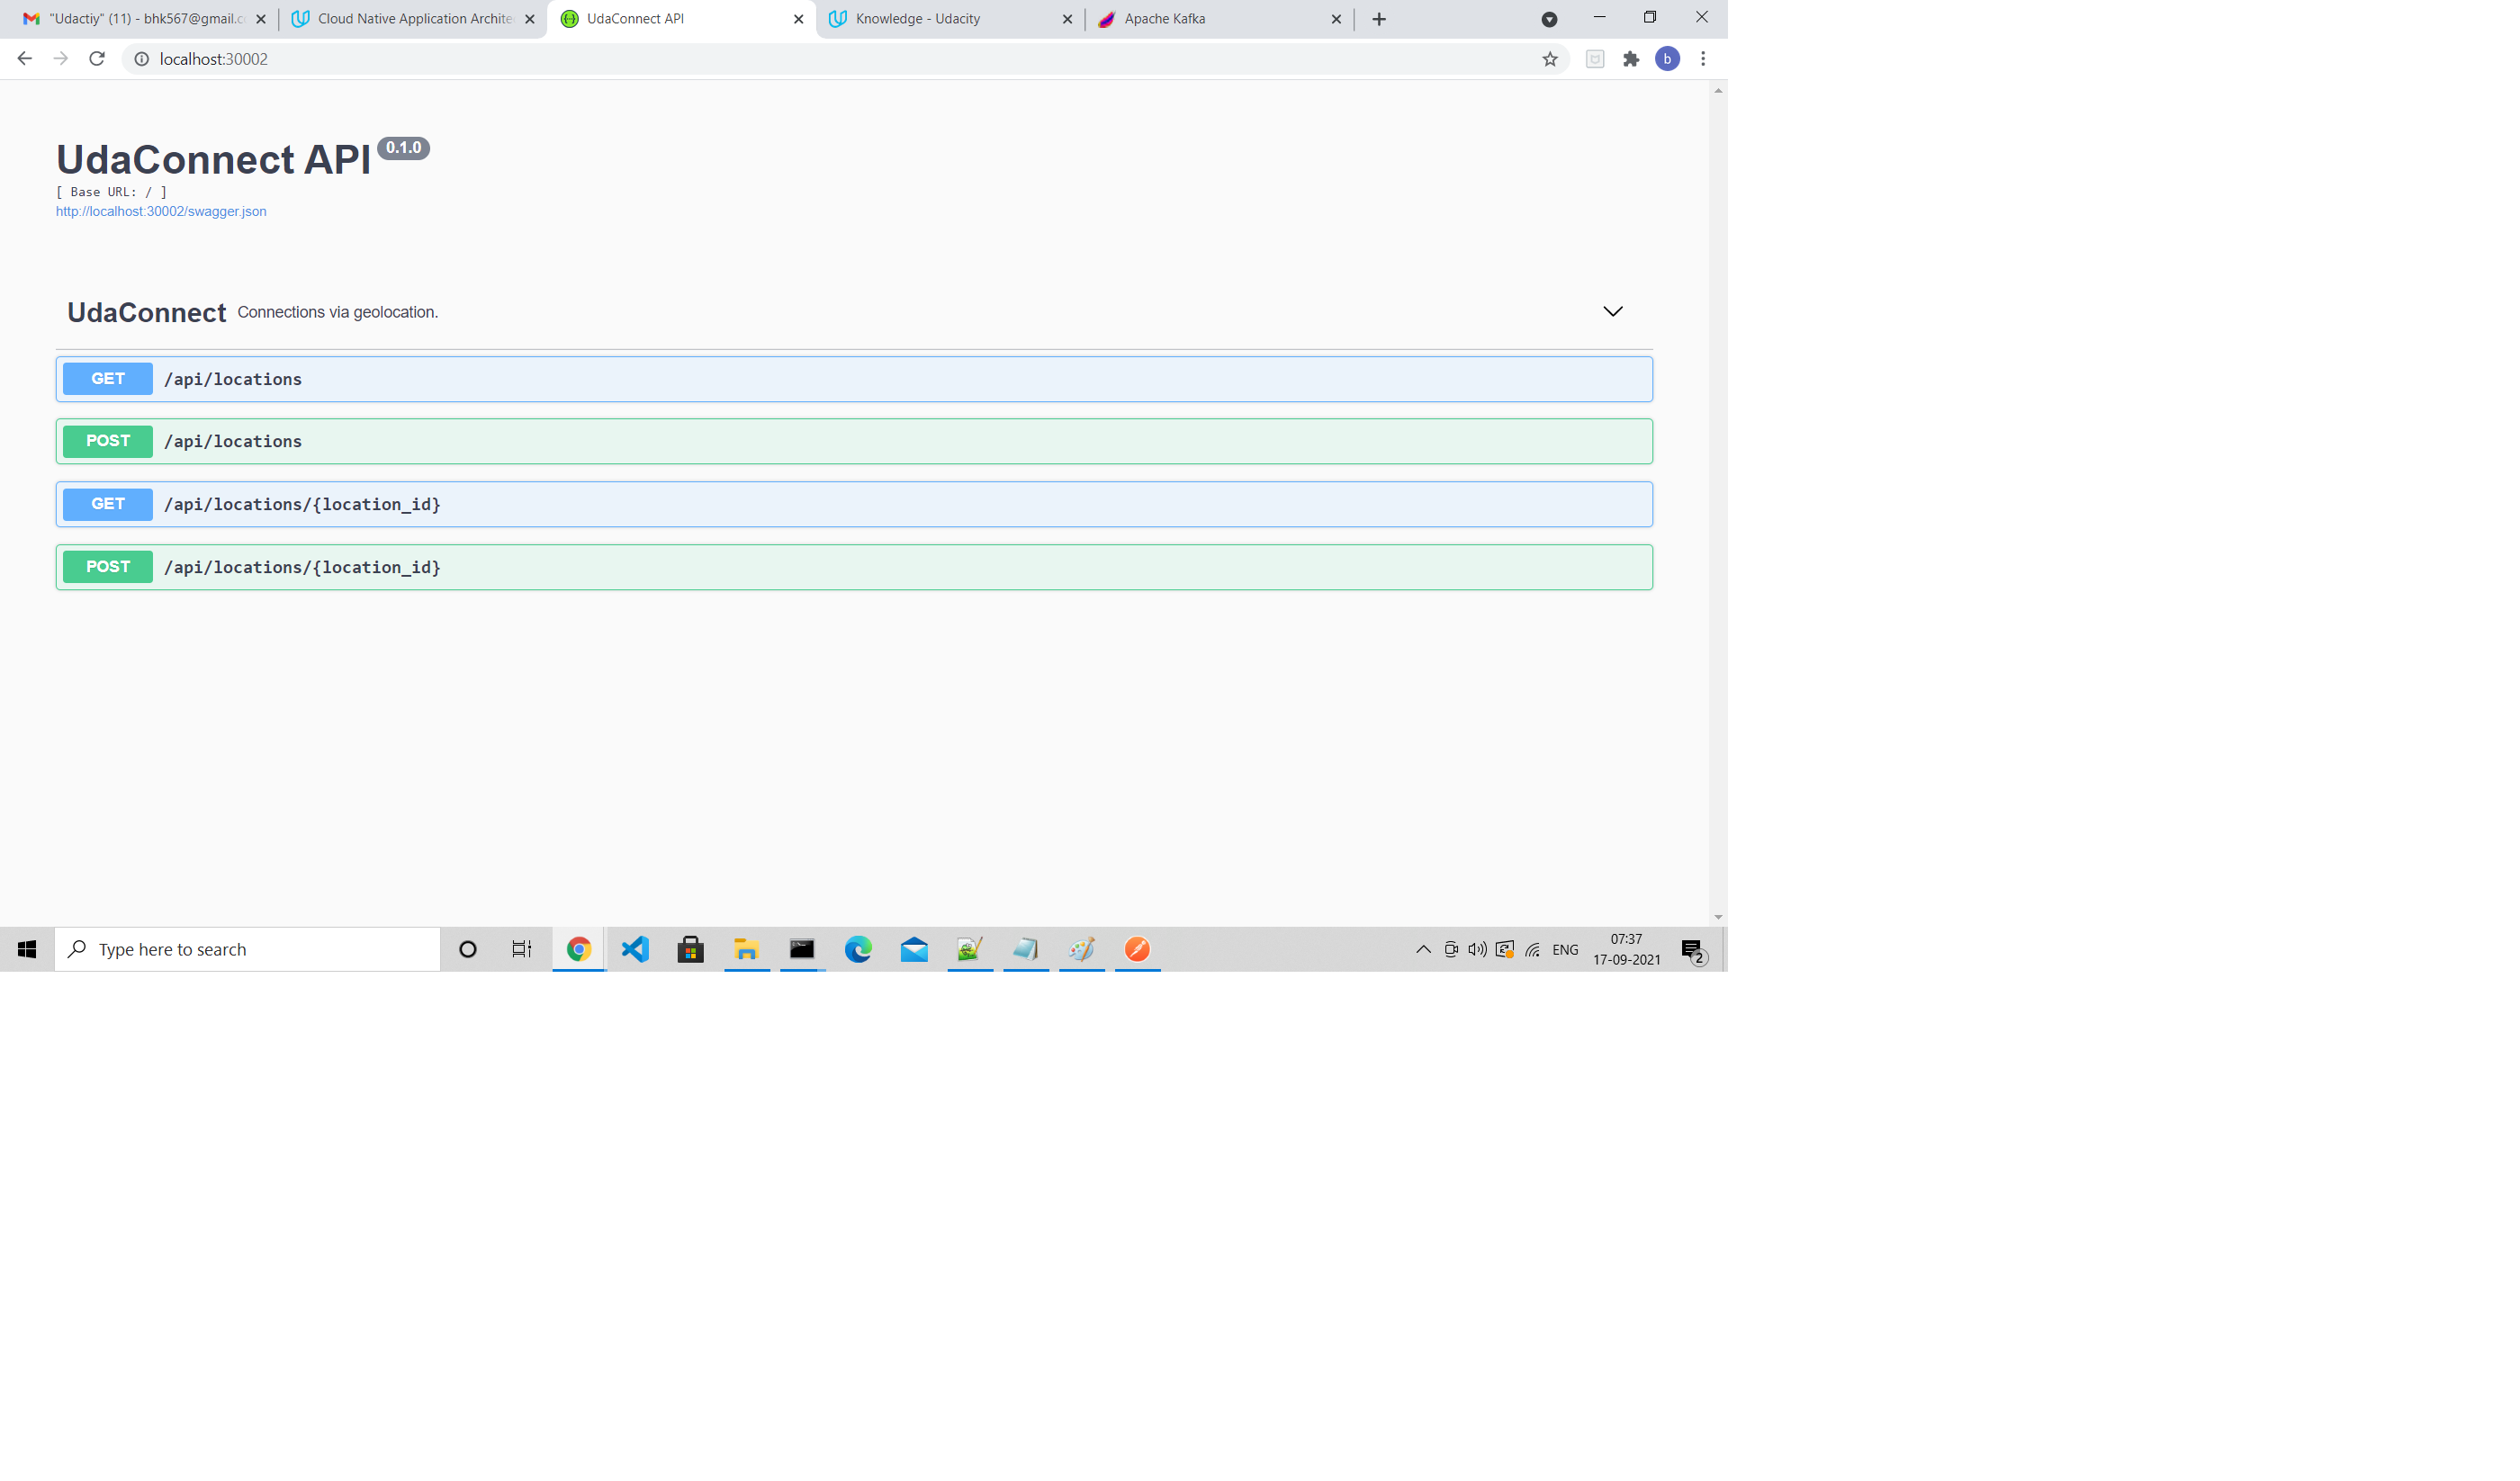 "Udactiy" (11) - bhk567@gmail.c
Cloud Native Application Archite
UdaConnect API
Knowledge - Udacity
Apache Kafka
localhost:30002
b
UdaConnect API 0.1.0
[ Base URL: / ]
http://localhost:30002/swagger.json
UdaConnect Connections via geolocation.
GET /api/locations
POST /api/locations
GET /api/locations/{location_id}
POST /api/locations/{location_id}
Type here to search
ENG
07:37
17-09-2021
2